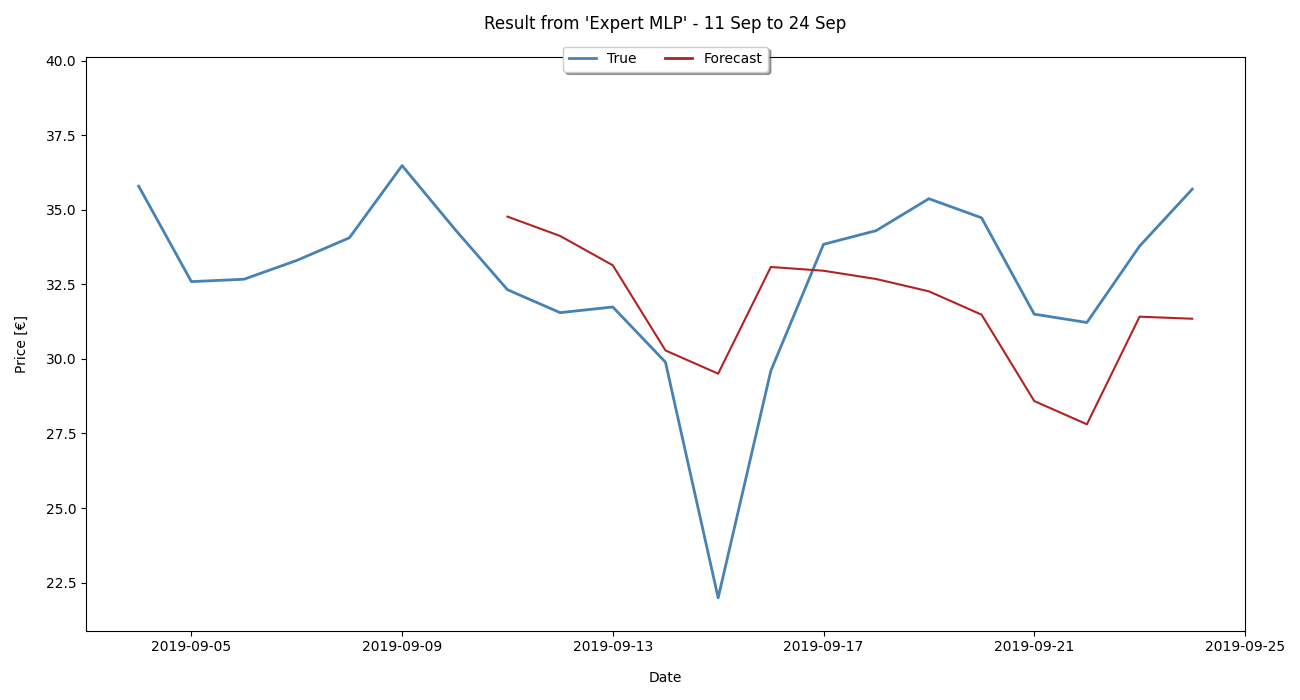 Result from 'Expert MLP' - 11 Sep to 24 Sep
True Forecast
40.0
37.5
35.0
32.5
30.0
27.5
25.0
22.5
Price [€]
2019-09-05 2019-09-09 2019-09-13 2019-09-17 2019-09-21 2019-09-25
Date